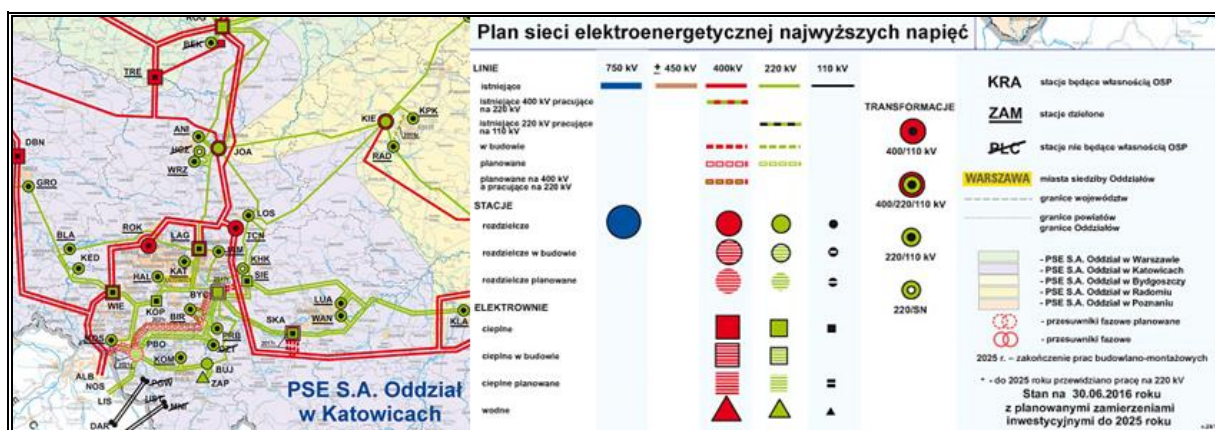 ROG
BEK
TRE
ANI
HCZ
WRZ
JOA
KIE
KPK
RAD
DBN
GRO
BLA
KED
ROK
LAG
LOS
TCN
KHK
SIE
HAL
KAT
WIE
KOP
BIR
BYC
LUA
WAN
SKA
KLA
PBO
PRB
CZT
KOM
BUJ
ZAP
ALB
NOS
LIS
PGW
UST
MNI
DAR
PSE S.A. Oddział
w Katowicach
Plan sieci elektroenergetycznej najwyższych napięć
LINIE
750 kV
± 450 kV
400kV
220 kV
110 kV
istniejące
istniejące 400 kV pracujące
na 220 kV
istniejące 220 kV pracujące
na 110 kV
w budowie
planowane
planowane na 400 kV
a pracujące na 220 kV
STACJE
rozdzielcze
rozdzielcze w budowie
rozdzielcze planowane
ELEKTROWNIE
cieplne
cieplne w budowie
cieplne planowane
wodne
TRANSFORMACJE
400/110 kV
400/220/110 kV
220/110 kV
220/SN
KRA stacje będące własnością OSP
ZAM stacje dzielone
PLC stacje nie będące własnością OSP
WARSZAWA miasta siedziby Oddziałów
granice województw
granice powiatów
granice Oddziałów
- PSE S.A. Oddział w Warszawie
- PSE S.A. Oddział w Katowicach
- PSE S.A. Oddział w Bydgoszczy
- PSE S.A. Oddział w Radomiu
- PSE S.A. Oddział w Poznaniu
- przesuwniki fazowe planowane
- przesuwniki fazowe
2025 r. – zakończenie prac budowlano-montażowych
* - do 2025 roku przewidziano pracę na 220 kV
Stan na 30.06.2016 roku
z planowanymi zamierzeniami
inwestycyjnymi do 2025 roku